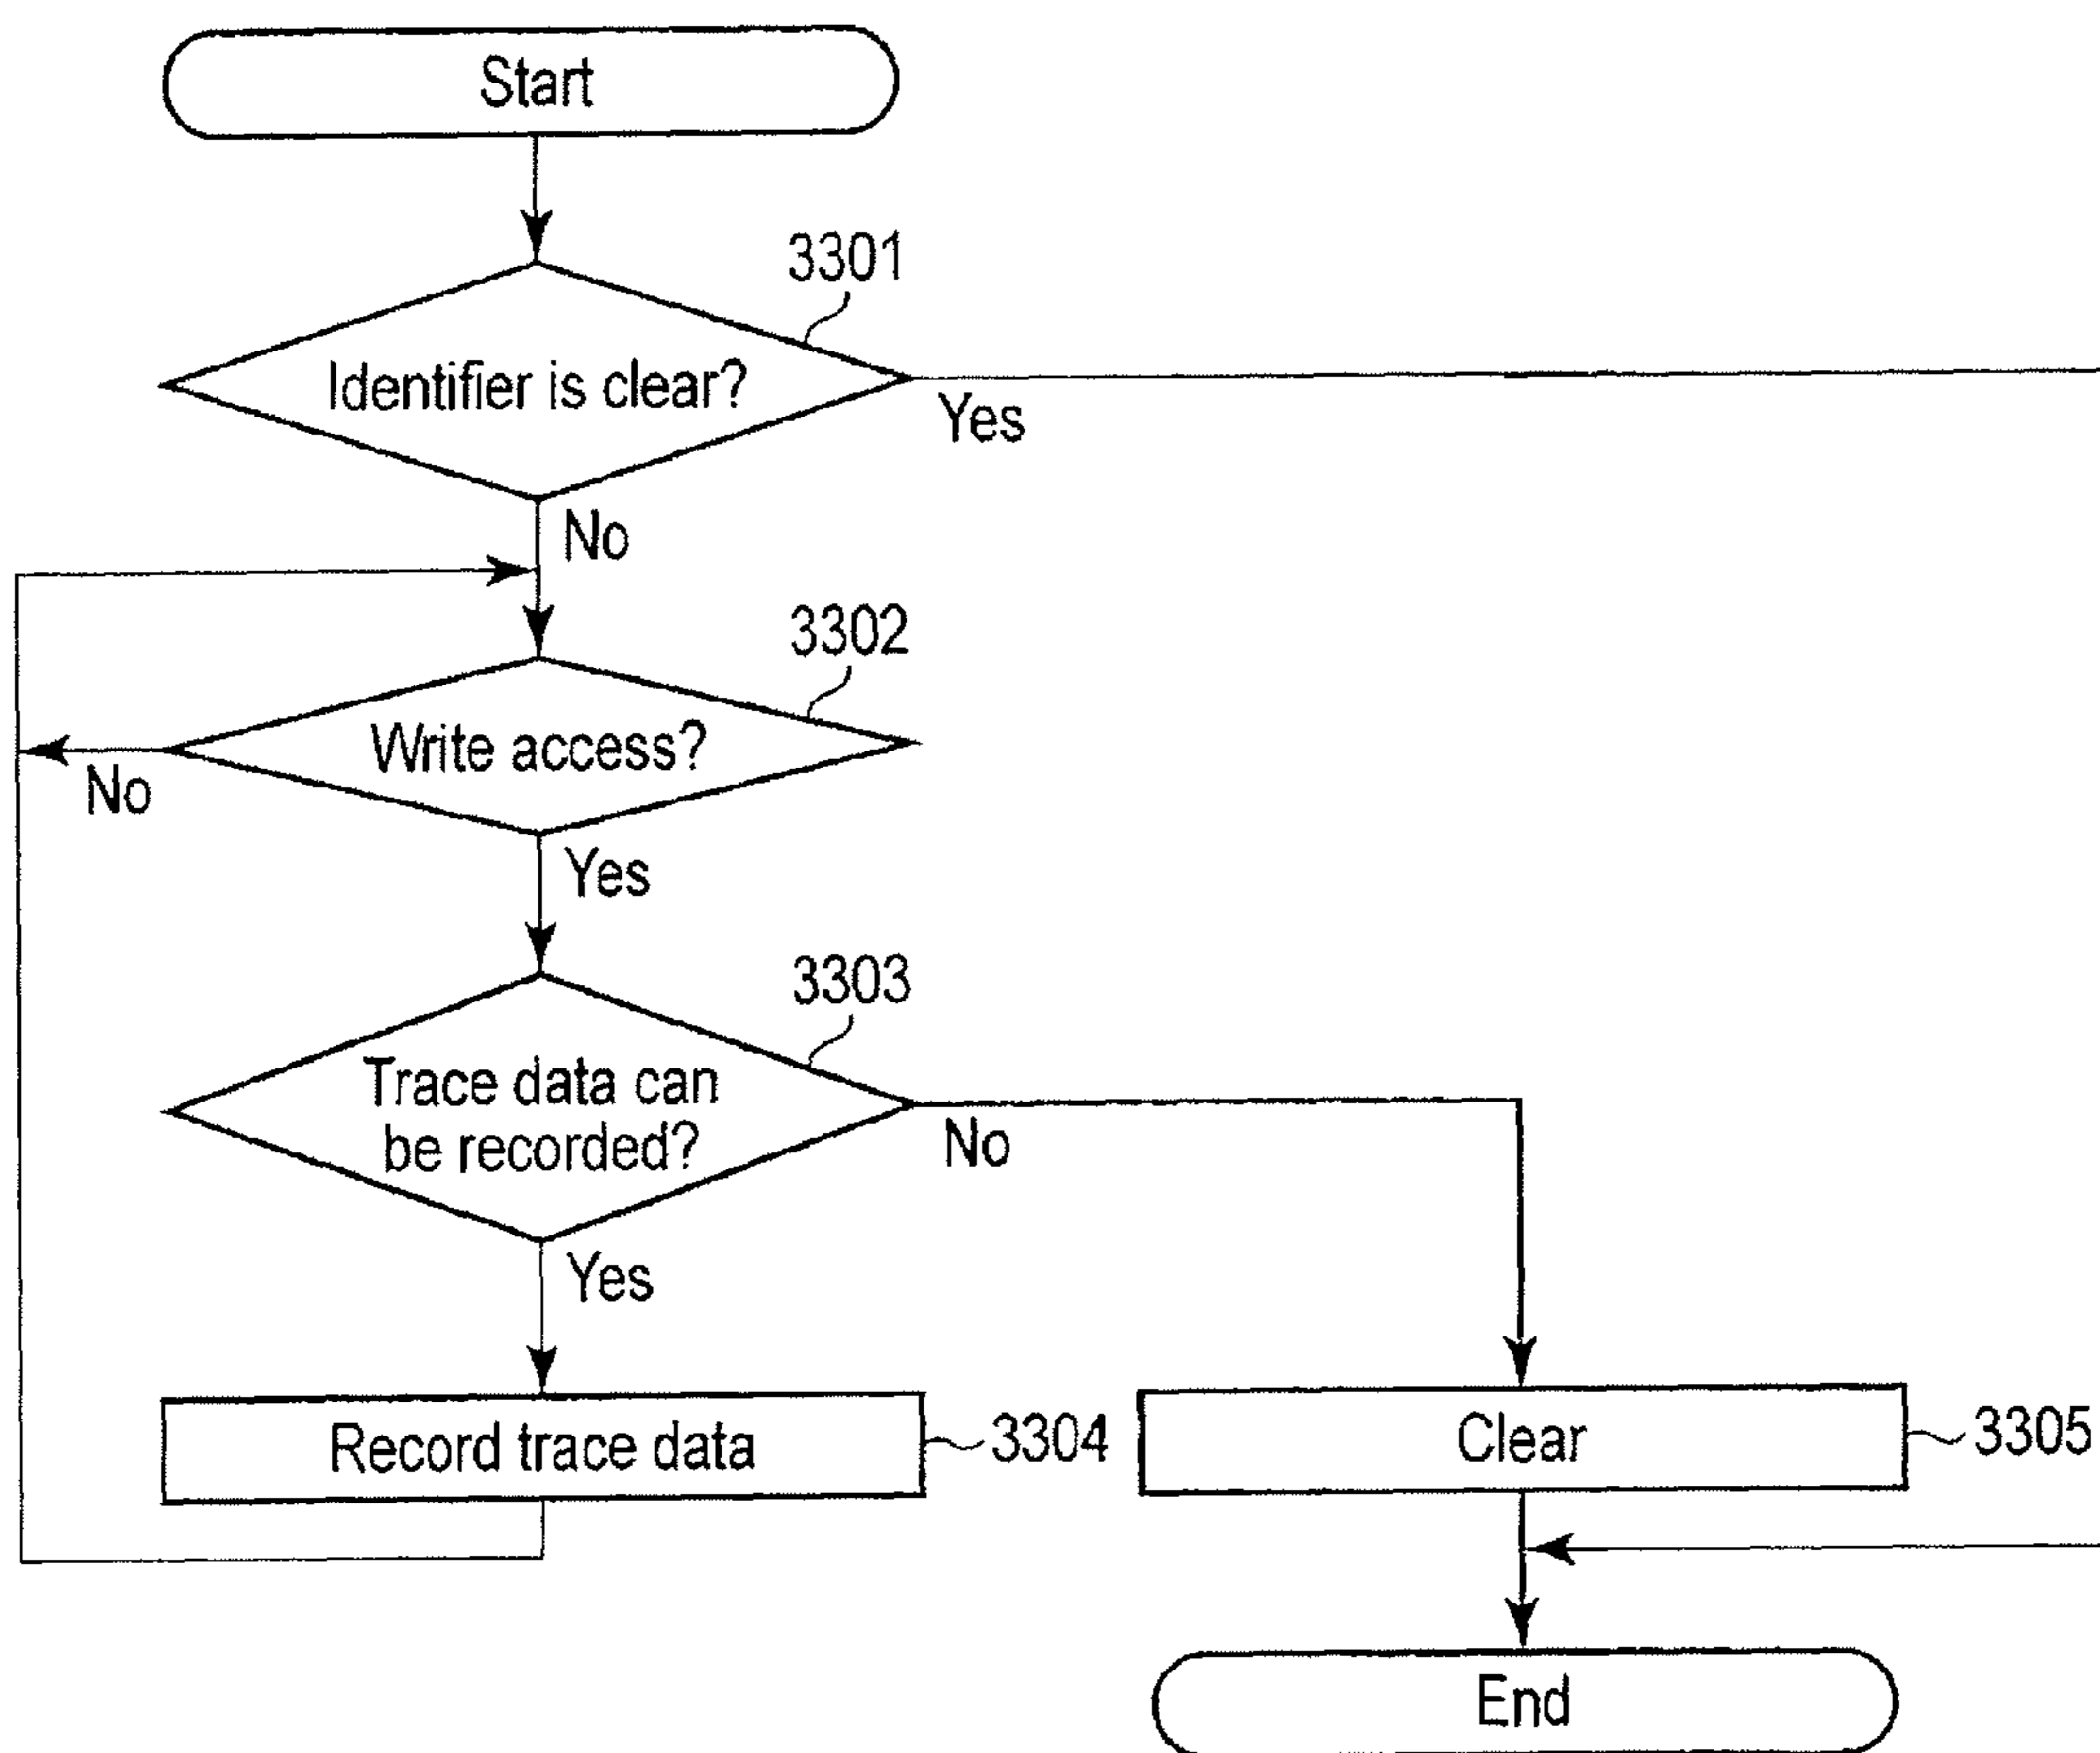 Start
3301
Identifier is clear?
Yes
No
3302
Write access?
No
Yes
3303
Trace data can
be recorded?
No
Yes
Record trace data
3304
Clear
3305
End